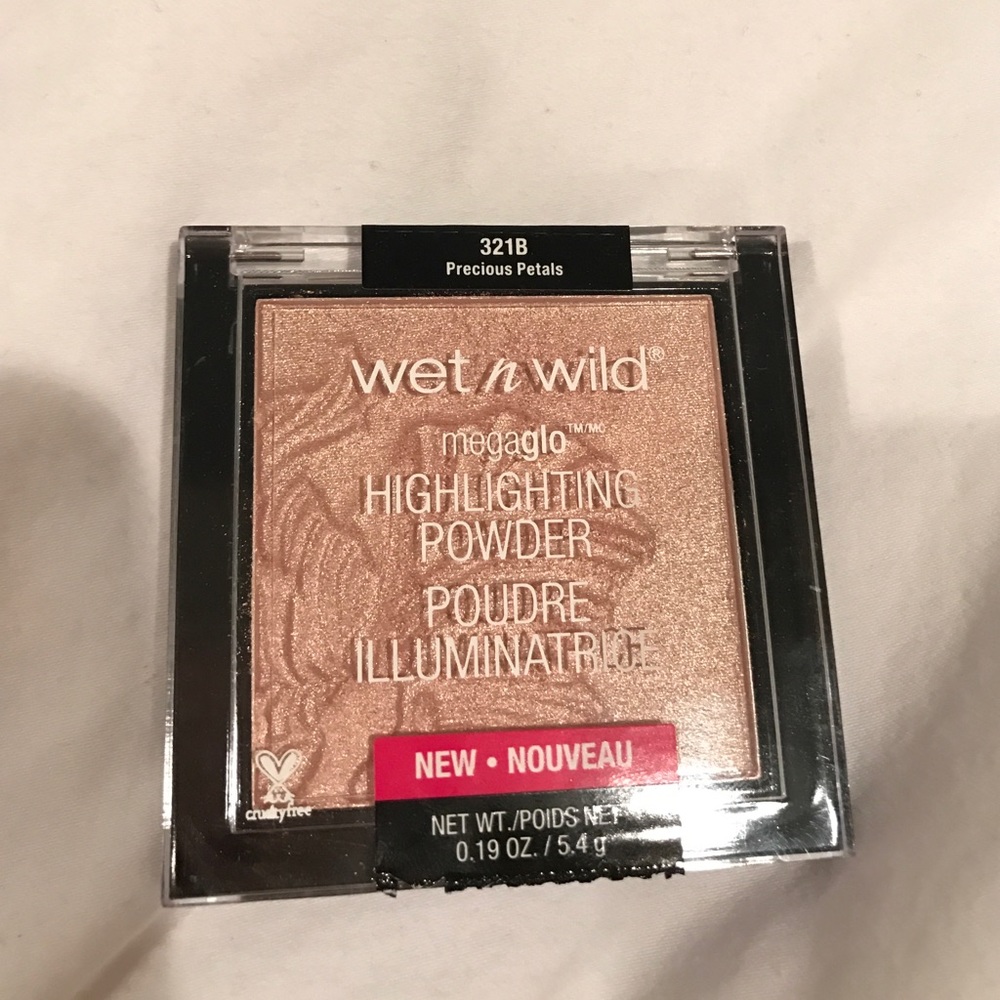 321B
Precious Petals
wet n wild®
megaglo™/MC
HIGHLIGHTING
POWDER
POUDRE
ILLUMINATRICE
NEW • NOUVEAU
NET WT./POIDS NET
0.19 OZ. / 5.4 g
crueltyfree